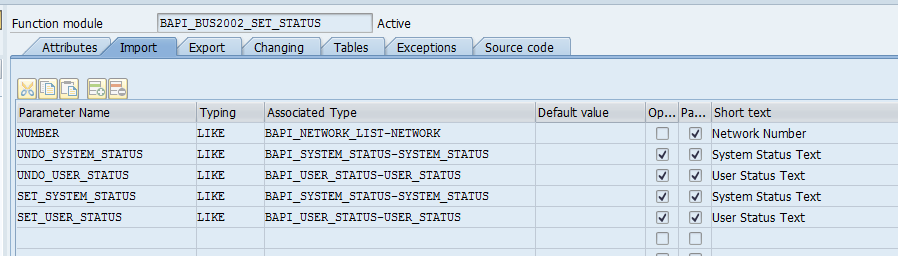 Function module BAPI_BUS2002_SET_STATUS Active
Attributes Import Export Changing Tables Exceptions Source code
Parameter Name Typing Associated Type Default value Op... Pa... Short text
NUMBER LIKE BAPI_NETWORK_LIST-NETWORK Network Number
UNDO_SYSTEM_STATUS LIKE BAPI_SYSTEM_STATUS-SYSTEM_STATUS System Status Text
UNDO_USER_STATUS LIKE BAPI_USER_STATUS-USER_STATUS User Status Text
SET_SYSTEM_STATUS LIKE BAPI_SYSTEM_STATUS-SYSTEM_STATUS System Status Text
SET_USER_STATUS LIKE BAPI_USER_STATUS-USER_STATUS User Status Text